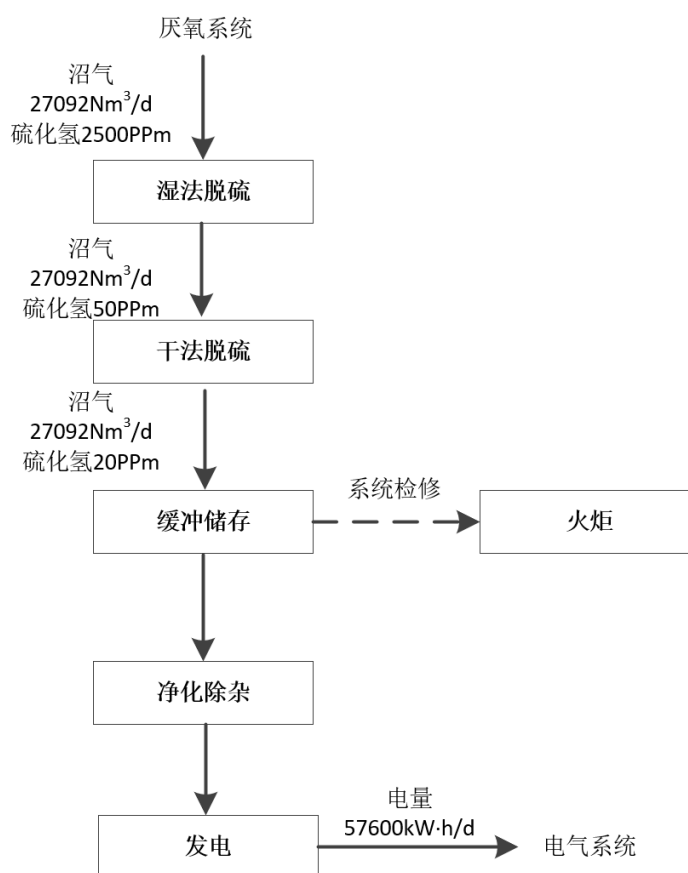 厌氧系统
沼气
27092Nm³/d
硫化氢2500PPm
湿法脱硫
沼气
27092Nm³/d
硫化氢50PPm
干法脱硫
沼气
27092Nm³/d
硫化氢20PPm
系统检修
缓冲储存
火炬
净化除杂
电量
57600kW·h/d
发电
电气系统